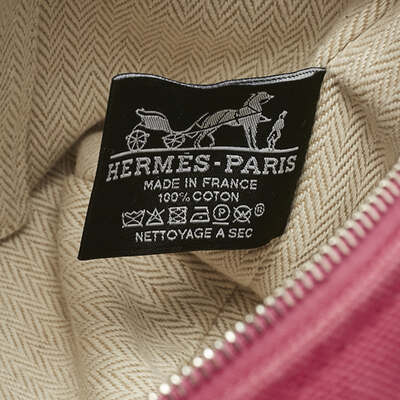 HERMÈS-PARIS
MADE IN FRANCE
100% COTON
NETTOYAGE A SEC